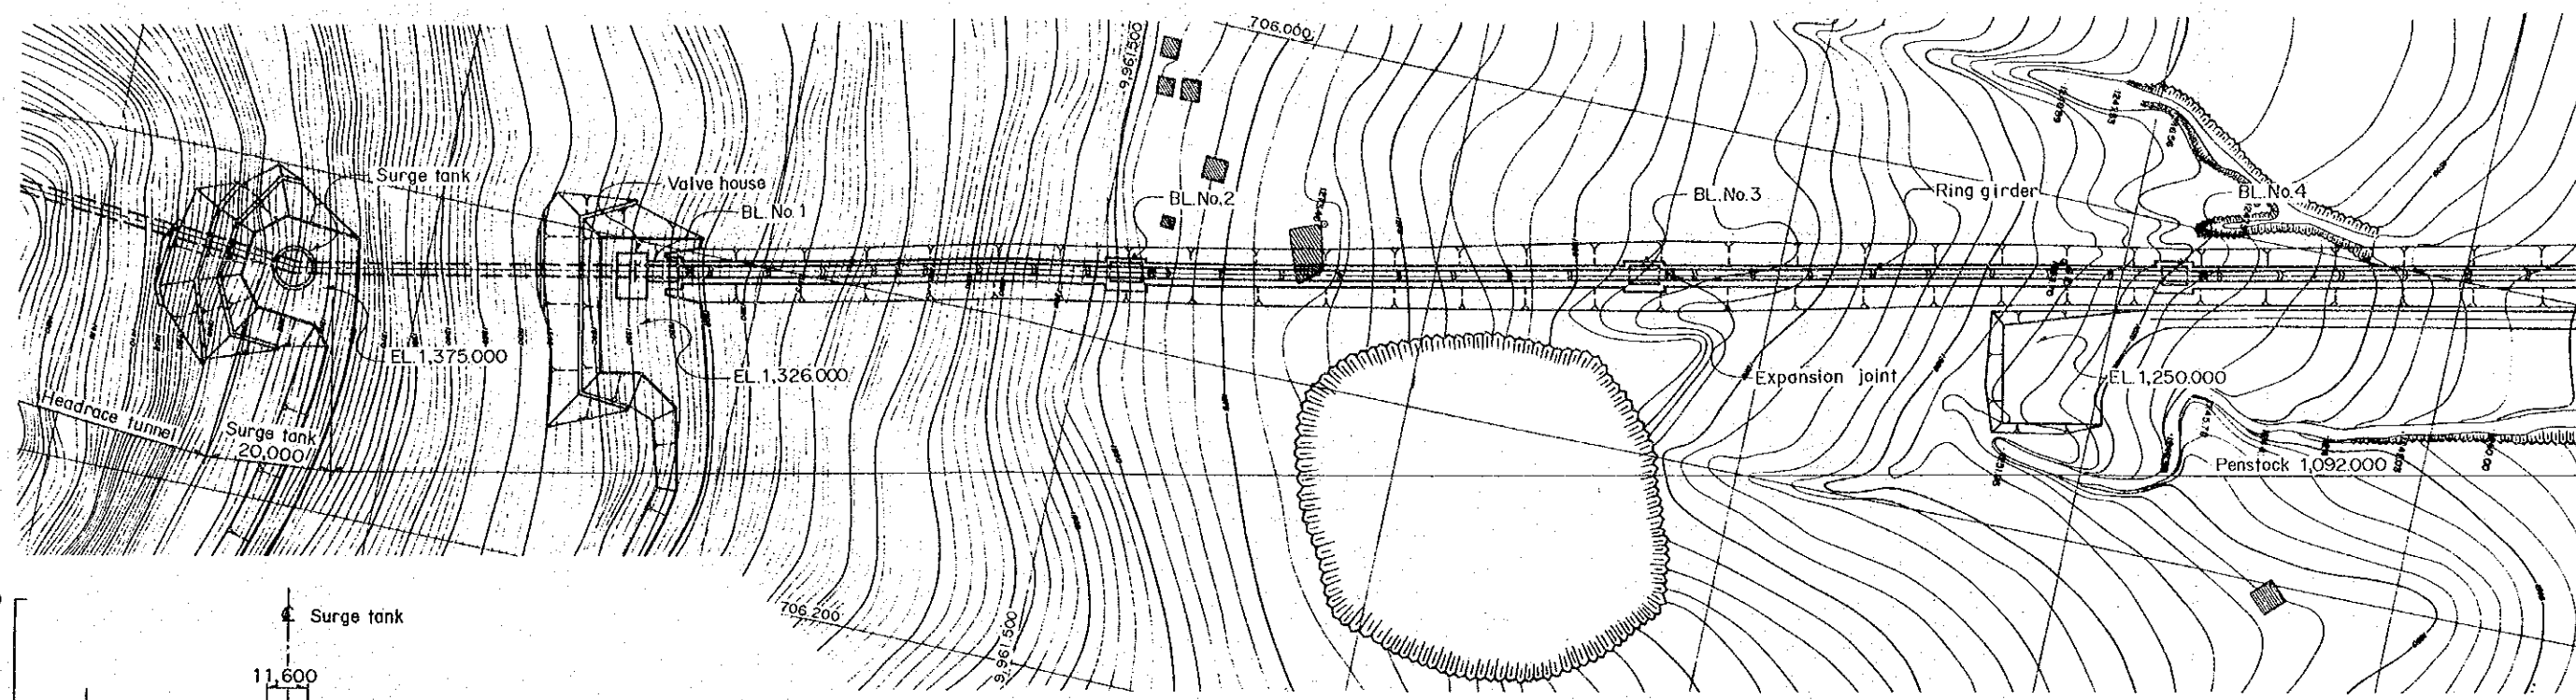 706.000
9,961,500
Surge tank
Valve house
BL.No.1
BL.No.2
BL.No.3
Ring girder
BL.No.4
EL.1,375.000
EL.1,326.000
Expansion joint
EL.1,250.000
Headrace tunnel
Surge tank
20,000
Penstock 1,092.000
706.200
9,961,500
℄ Surge tank
11,600